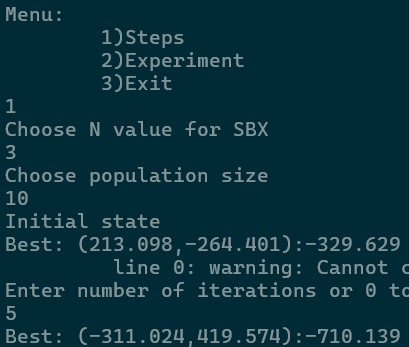 Menu:
1)Steps
2)Experiment
3)Exit
1
Choose N value for SBX
3
Choose population size
10
Initial state
Best: (213.098,-264.401):-329.629
line 0: warning: Cannot
Enter number of iterations or 0 to
5
Best: (-311.024,419.574):-710.139